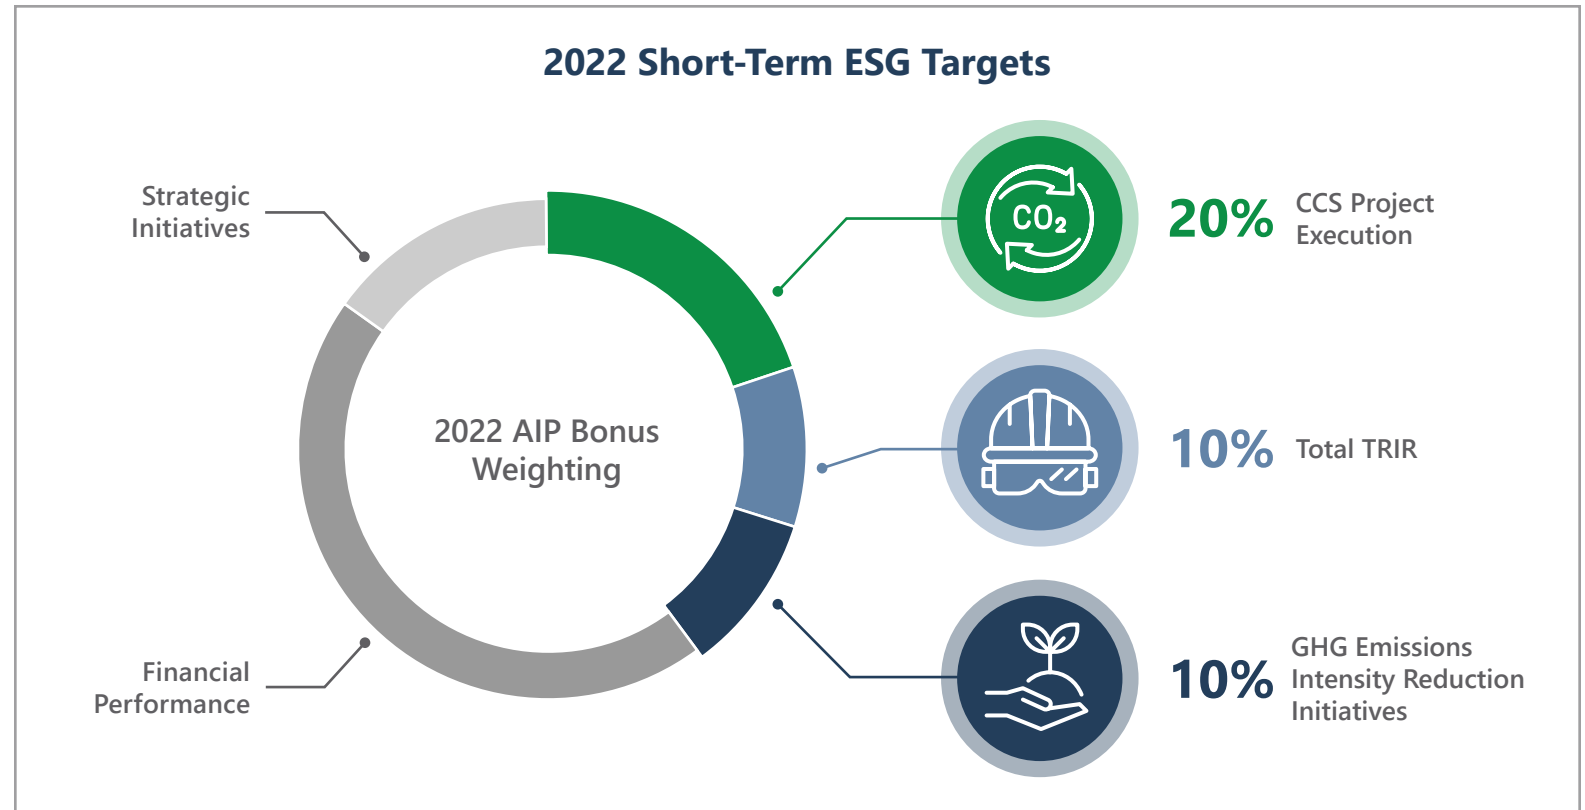 2022 Short-Term ESG Targets
Strategic
Initiatives
Financial
Performance
2022 AIP Bonus
Weighting
CO₂
20%
CCS Project
Execution
10%
Total TRIR
10%
GHG Emissions
Intensity Reduction
Initiatives